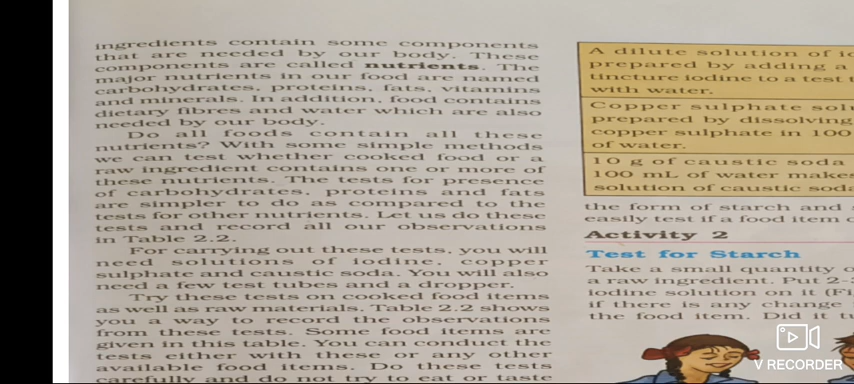 ingredients contain some components
that are needed by our body. These
components are called nutrients. The
major nutrients in our food are named
carbohydrates, proteins, fats, vitamins
and minerals. In addition, food contains
dietary fibres and water which are also
needed by our body.
Do all foods contain all these
nutrients? With some simple methods
we can test whether cooked food or a
raw ingredient contains one or more of
these nutrients. The tests for presence
of carbohydrates, proteins and fats
are simpler to do as compared to the
tests for other nutrients. Let us do these
tests and record all our observations
in Table 2.2.
For carrying out these tests, you will
need solutions of iodine, copper
sulphate and caustic soda. You will also
need a few test tubes and a dropper.
Try these tests on cooked food items
as well as raw materials. Table 2.2 shows
you a way to record the observations
from these tests. Some food items are
given in this table. You can conduct the
tests either with these or any other
available food items. Do these tests
carefully and do not try to eat or taste
A dilute solution of
prepared by adding a
tincture iodine to a test
with water.
Copper sulphate
prepared by dissolving
copper sulphate in 100
of water.
10 g of caustic soda
100 mL of water makes
solution of caustic soda
the form of starch and
easily test if a food item
Activity 2
Test for Starch
Take a small quantity
a raw ingredient. Put
iodine solution on it
if there is any change
the food item. Did it
V RECORDER